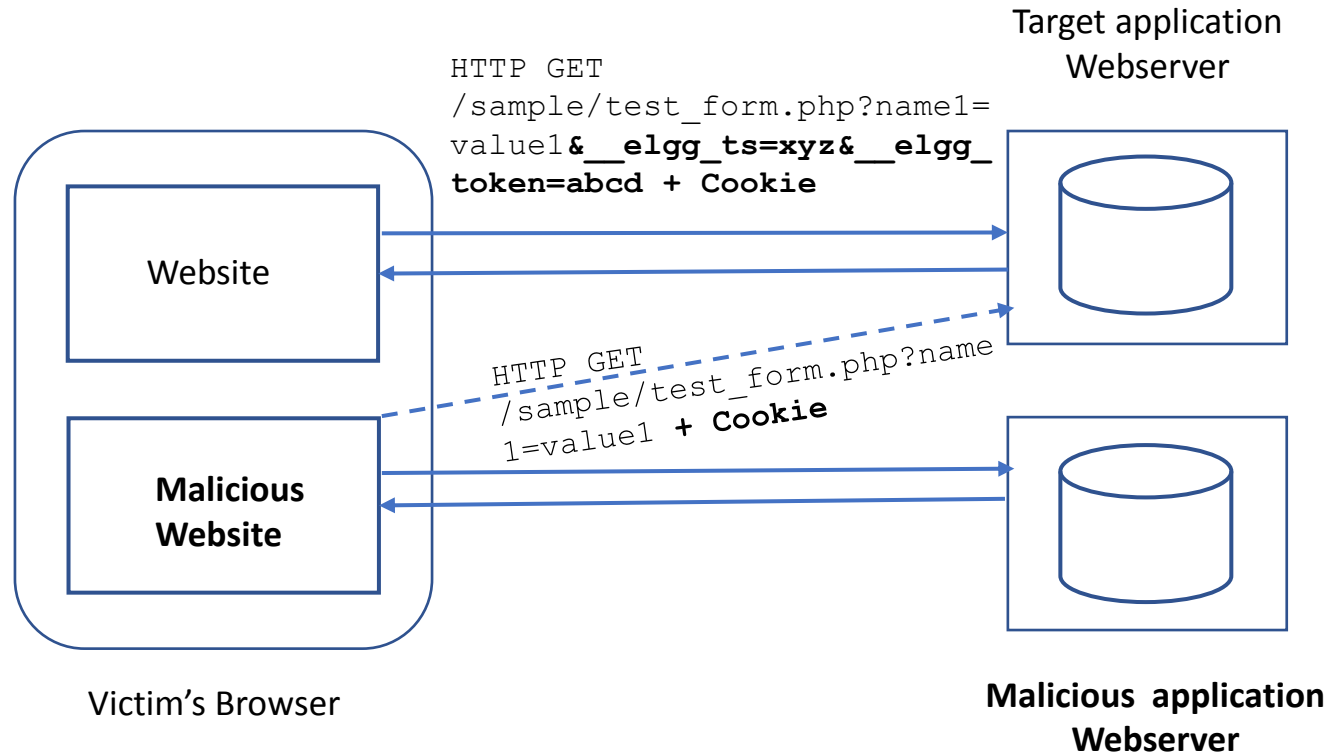 Target application
Webserver
HTTP GET
/sample/test_form.php?name1=
value1&__elgg_ts=xyz&__elgg_
token=abcd + Cookie
Website
HTTP GET
/sample/test_form.php?name
1=value1 + Cookie
Malicious
Website
Victim’s Browser
Malicious application
Webserver